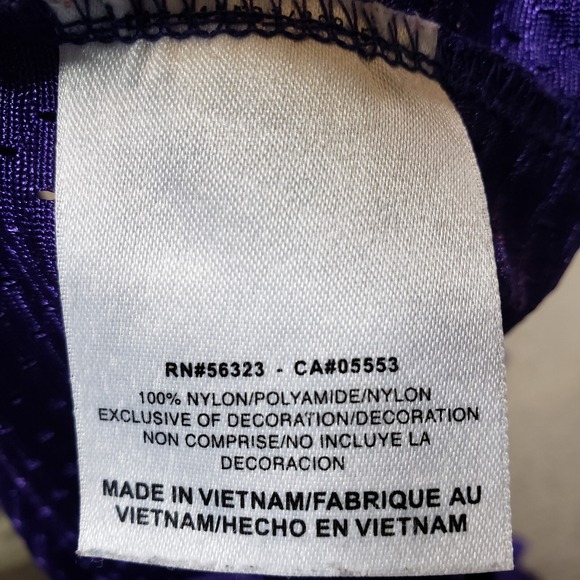 RN#56323 - CA#05553
100% NYLON/POLYAMIDE/NYLON
EXCLUSIVE OF DECORATION/DECORATION
NON COMPRISE/NO INCLUYE LA
DECORACION
MADE IN VIETNAM/FABRIQUE AU
VIETNAM/HECHO EN VIETNAM